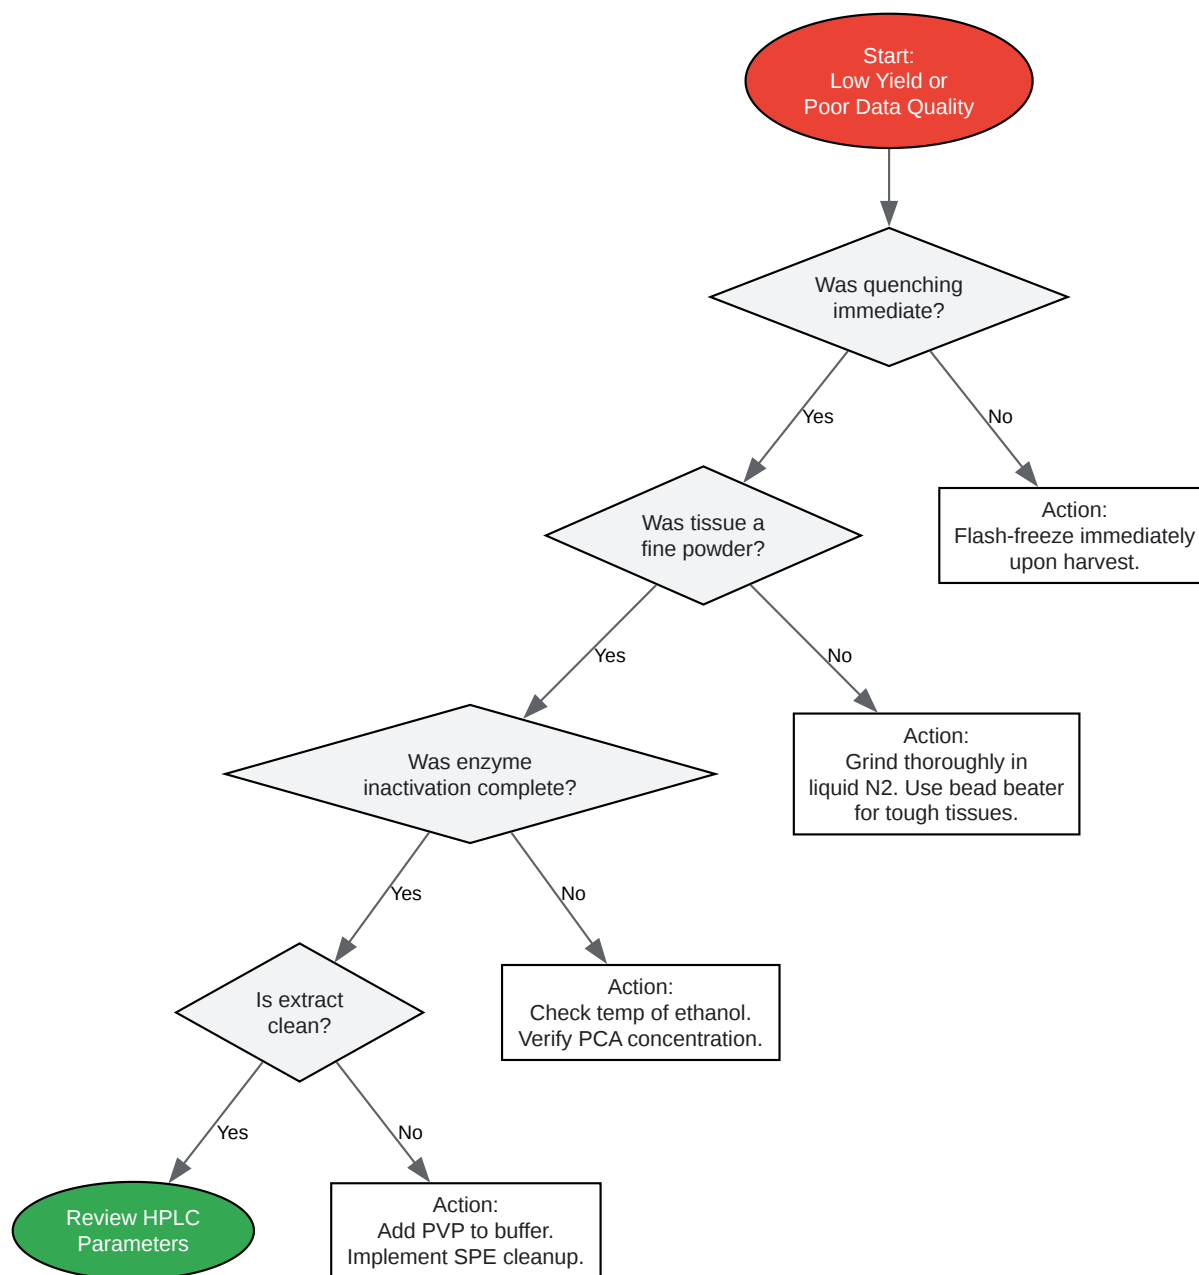 Start:
Low Yield or
Poor Data Quality
Was quenching
immediate?
Yes
No
Was tissue a
fine powder?
Action:
Flash-freeze immediately
upon harvest.
Yes
No
Was enzyme
inactivation complete?
Action:
Grind thoroughly in
liquid N2. Use bead beater
for tough tissues.
Yes
No
Is extract
clean?
Action:
Check temp of ethanol.
Verify PCA concentration.
Yes
No
Review HPLC
Parameters
Action:
Add PVP to buffer.
Implement SPE cleanup.